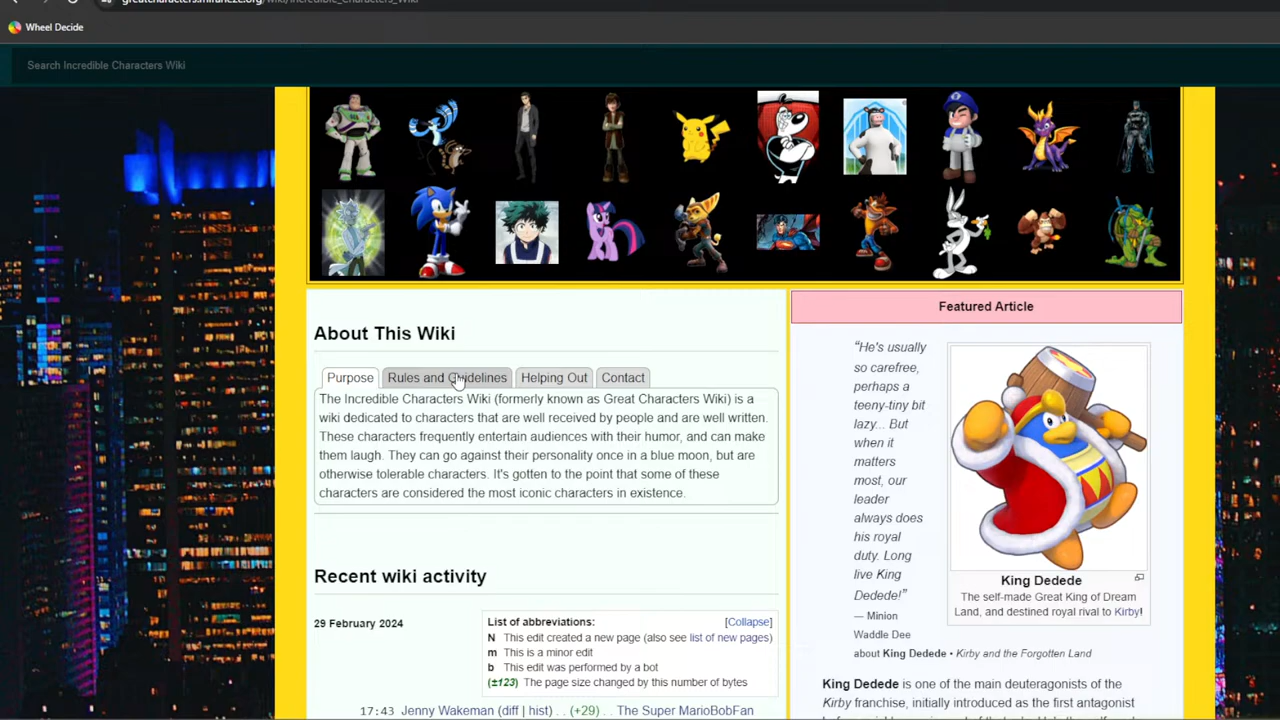 greatcharacters.miraheze.org/wiki/Incredible_Characters_Wiki
Wheel Decide
Search Incredible Characters Wiki
About This Wiki
Purpose
Rules and Guidelines
Helping Out
Contact
The Incredible Characters Wiki (formerly known as Great Characters Wiki) is a
wiki dedicated to characters that are well received by people and are well written.
These characters frequently entertain audiences with their humor, and can make
them laugh. They can go against their personality once in a blue moon, but are
otherwise tolerable characters. It's gotten to the point that some of these
characters are considered the most iconic characters in existence.
Recent wiki activity
29 February 2024
List of abbreviations:
[Collapse]
N This edit created a new page (also see list of new pages)
m This is a minor edit
b This edit was performed by a bot
(±123) The page size changed by this number of bytes
17:43 Jenny Wakeman (diff | hist) . . (+29) . . The Super MarioBobFan
Featured Article
“He's usually
so carefree,
perhaps a
teeny-tiny bit
lazy... But
when it
matters
most, our
leader
always does
his royal
duty. Long
live King
Dedede!”
— Minion
Waddle Dee
about King Dedede • Kirby and the Forgotten Land
King Dedede
The self-made Great King of Dream
Land, and destined royal rival to Kirby!
King Dedede is one of the main deuteragonists of the
Kirby franchise, initially introduced as the first antagonist